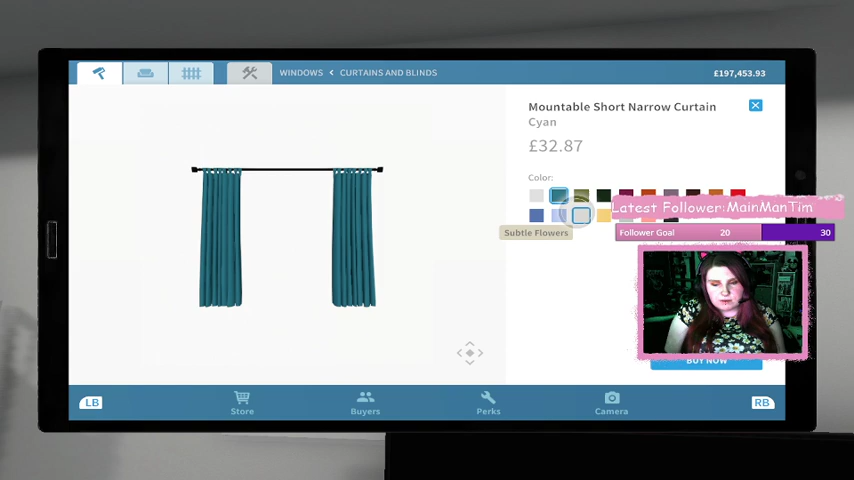 WINDOWS < CURTAINS AND BLINDS
£197,453.93
Mountable Short Narrow Curtain
Cyan
£32.87
Color:
Latest Follower:MainManTim
Subtle Flowers
Follower Goal 20 30
BUY NOW
LB
Store
Buyers
Perks
Camera
RB